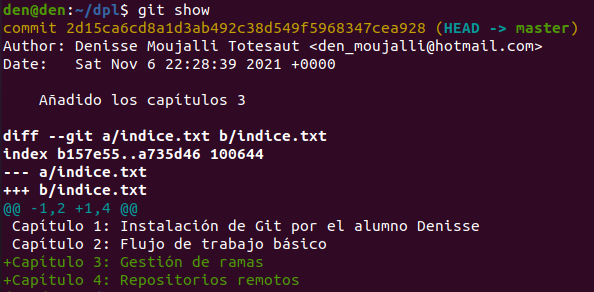 den@den:~/dpl$ git show
commit 2d15ca6cd8a1d3ab492c38d549f5968347cea928 (HEAD -> master)
Author: Denisse Moujalli Totesaut <den_moujalli@hotmail.com>
Date:   Sat Nov 6 22:28:39 2021 +0000
    Añadido los capítulos 3
diff --git a/indice.txt b/indice.txt
index b157e55..a735d46 100644
--- a/indice.txt
+++ b/indice.txt
@@ -1,2 +1,4 @@
 Capítulo 1: Instalación de Git por el alumno Denisse
 Capítulo 2: Flujo de trabajo básico
+Capítulo 3: Gestión de ramas
+Capítulo 4: Repositorios remotos